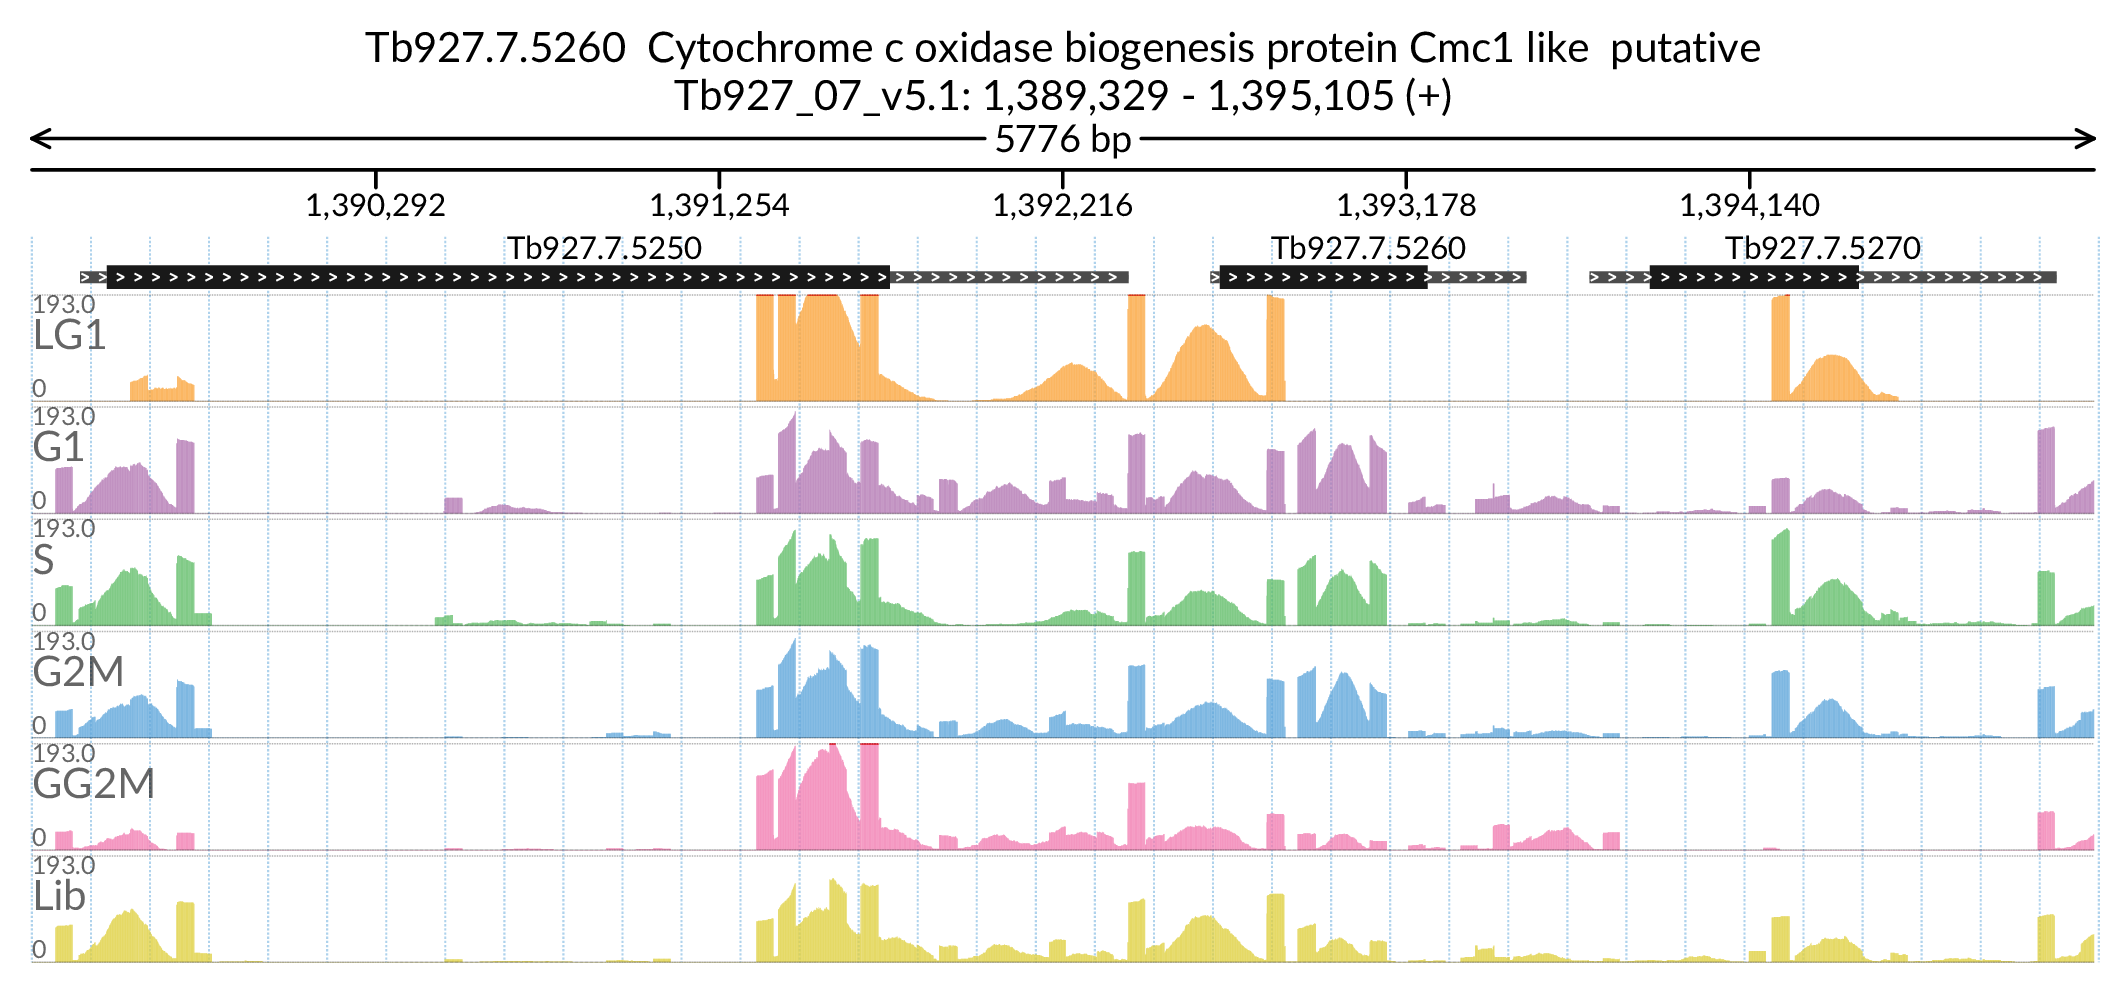 Tb927.7.5260  Cytochrome c oxidase biogenesis protein Cmc1 like  putative
Tb927_07_v5.1: 1,389,329 - 1,395,105 (+)
5776 bp
1,390,292 1,391,254 1,392,216 1,393,178 1,394,140
Tb927.7.5250 Tb927.7.5260 Tb927.7.5270
193.0
LG1
0
193.0
G1
0
193.0
S
0
193.0
G2M
0
193.0
GG2M
0
193.0
Lib
0